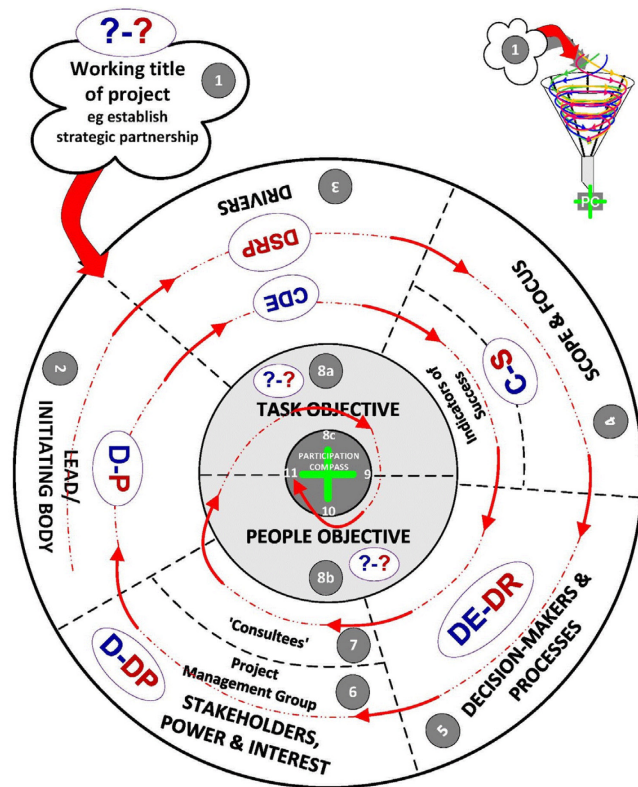 ?-?
Working title
of project
eg establish
strategic partnership
1
1
PC
3
DRIVERS
DSRP
CDE
SCOPE & FOCUS
4
C-S
Indicators of
Success
2
LEAD/
INITIATING BODY
D-P
8a
?-?
TASK OBJECTIVE
8c
PARTICIPATION
COMPASS
11
9
10
PEOPLE OBJECTIVE
?-?
8b
DE-DR
DECISION-MAKERS &
PROCESSES
5
'Consultees'
7
Project
Management Group
6
D-DP
STAKEHOLDERS,
POWER & INTEREST